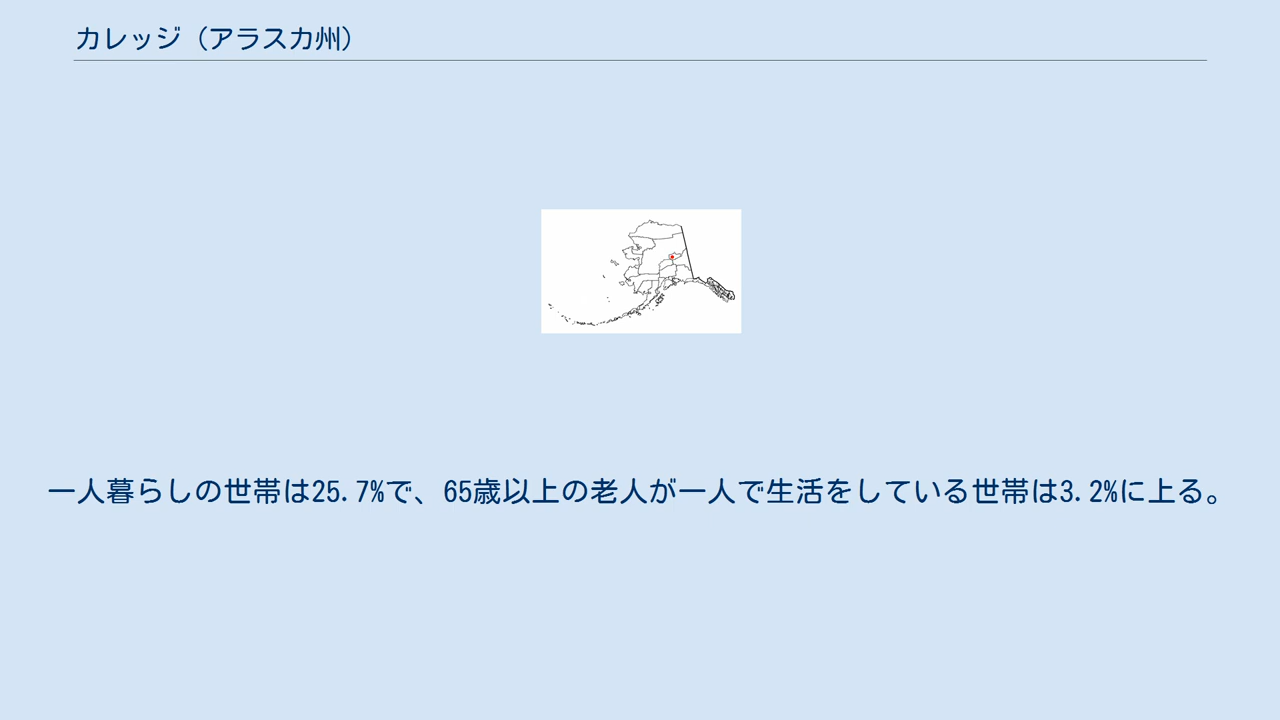 カレッジ（アラスカ州）
一人暮らしの世帯は25.7%で、65歳以上の老人が一人で生活をしている世帯は3.2%に上る。